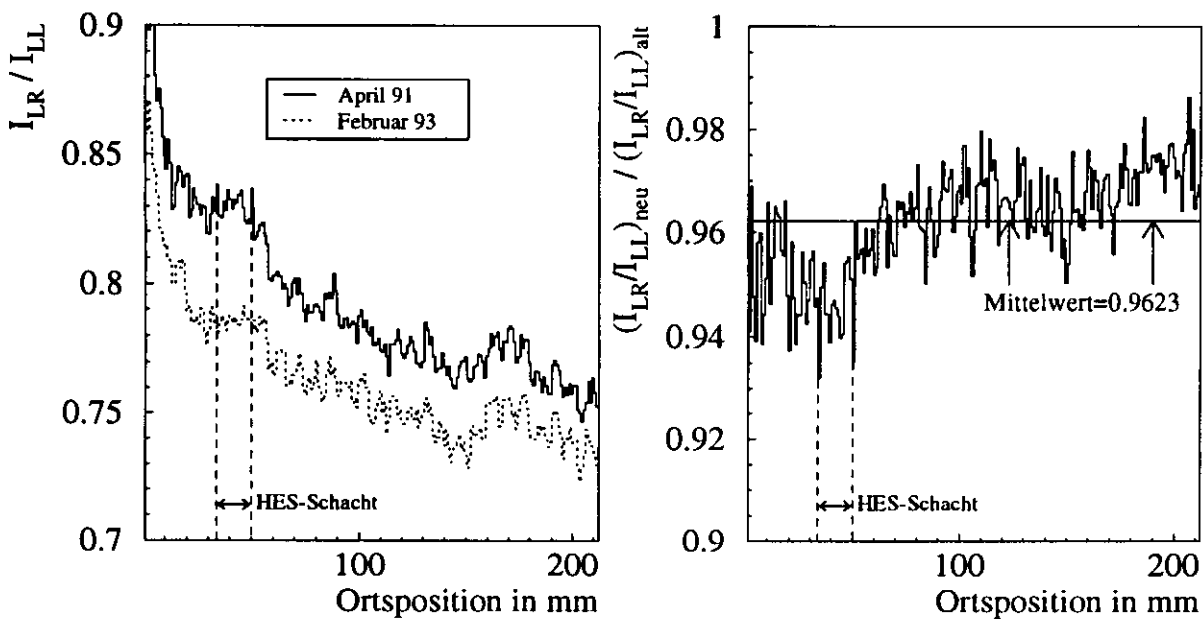 I_LR / I_LL
0.9
0.85
0.8
0.75
0.7
April 91
Februar 93
HES-Schacht
100
200
Ortsposition in mm
(I_LR/I_LL)_neu / (I_LR/I_LL)_alt
1
0.98
0.96
0.94
0.92
0.9
Mittelwert=0.9623
HES-Schacht
100
200
Ortsposition in mm